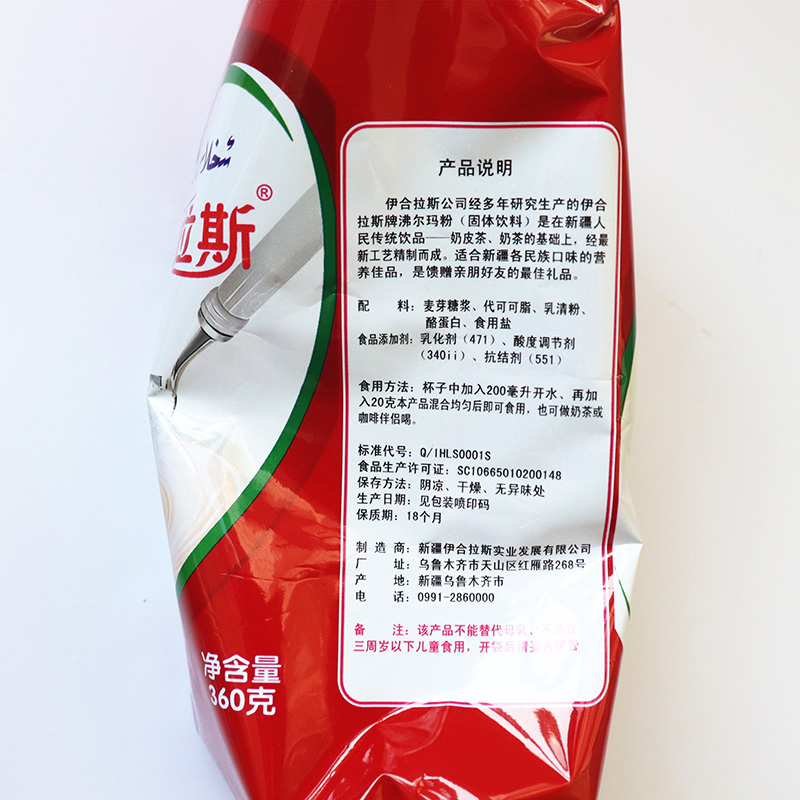 斯®
产品说明
伊合拉斯公司经多年研究生产的伊合
拉斯牌沸尔玛粉（固体饮料）是在新疆人
民传统饮品——奶皮茶、奶茶的基础上，经最
新工艺精制而成。适合新疆各民族口味的营
养佳品，是馈赠亲朋好友的最佳礼品。
配 料：麦芽糖浆、代可可脂、乳清粉、
酪蛋白、食用盐
食品添加剂：乳化剂（471）、酸度调节剂
（340ii）、抗结剂（551）
食用方法：杯子中加入200毫升开水、再加
入20克本产品混合均匀后即可食用，也可做奶茶或
咖啡伴侣喝。
标准代号：Q/IHLS0001S
食品生产许可证：SC10665010200148
保存方法：阴凉、干燥、无异味处
生产日期：见包装喷印码
保质期：18个月
制 造 商：新疆伊合拉斯实业发展有限公司
厂 址：乌鲁木齐市天山区红雁路268号
产 地：新疆乌鲁木齐市
电 话：0991-2860000
备 注：该产品不能替代母乳、不适宜
三周岁以下儿童食用，开袋后请妥善保管
净含量
360克